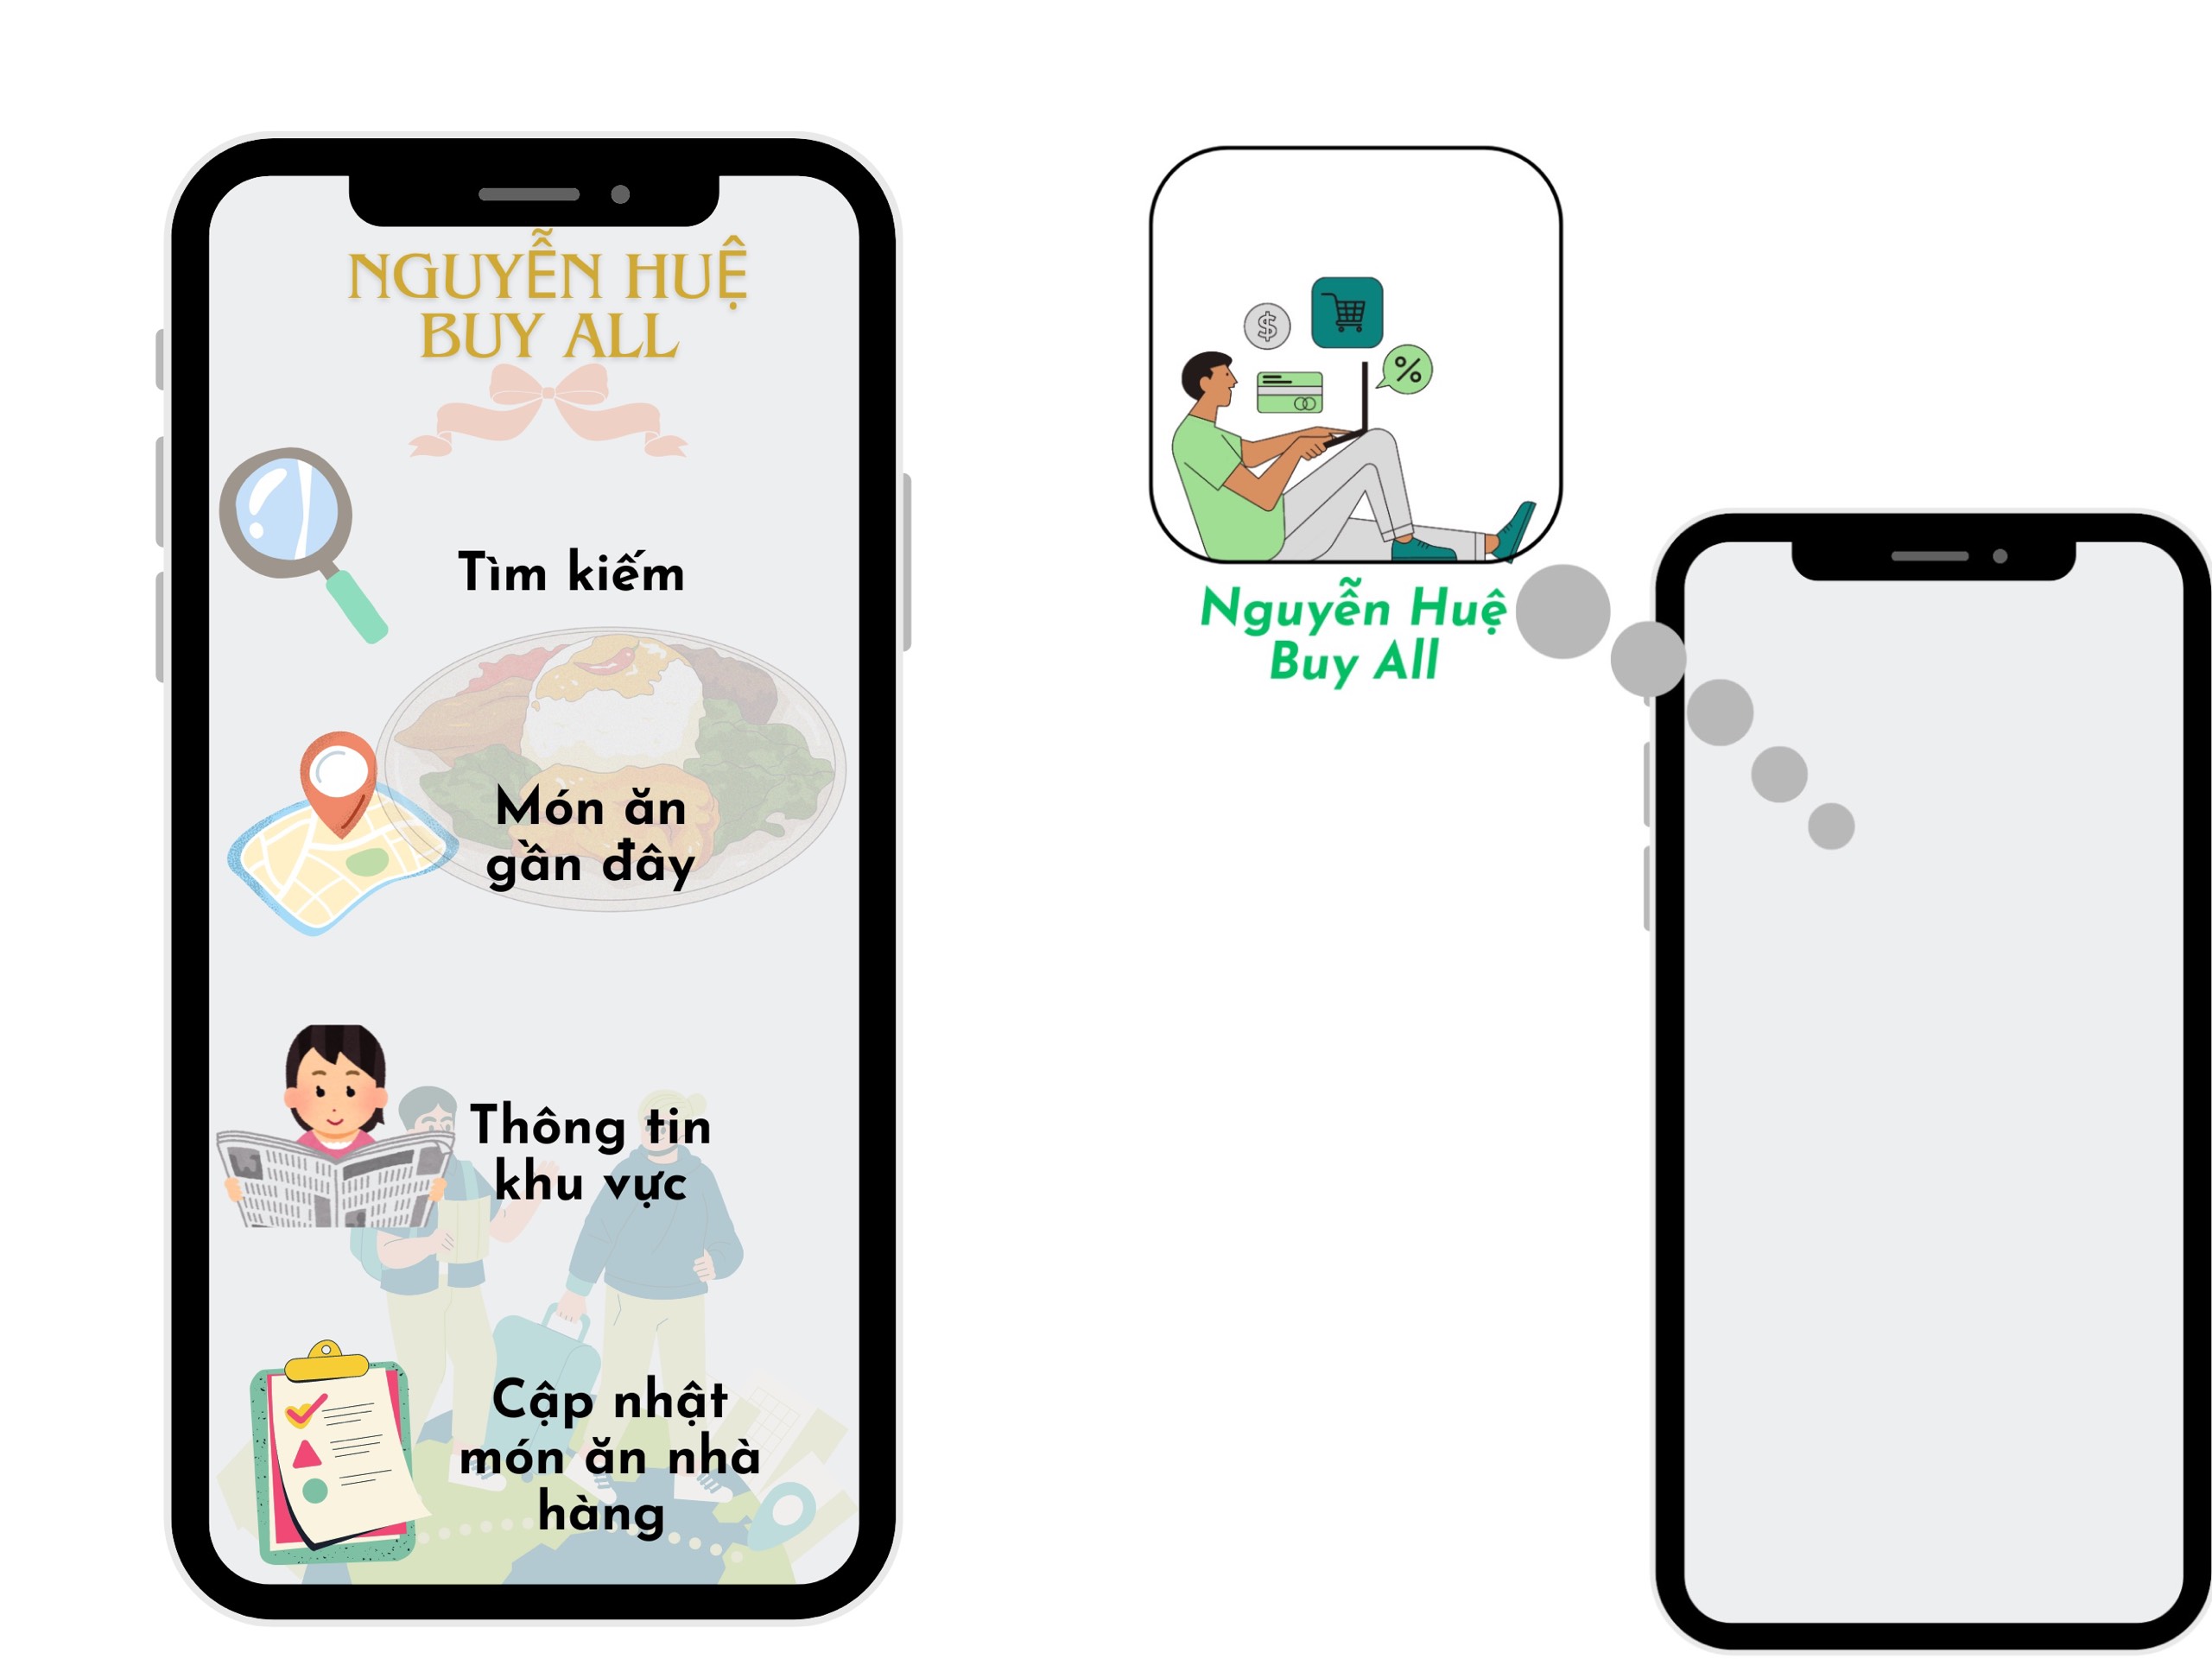 NGUYỄN HUỆ
BUY ALL
Tìm kiếm
Món ăn
gần đây
Thông tin
khu vực
Cập nhật
món ăn nhà
hàng
$
%
Nguyễn Huệ
Buy All